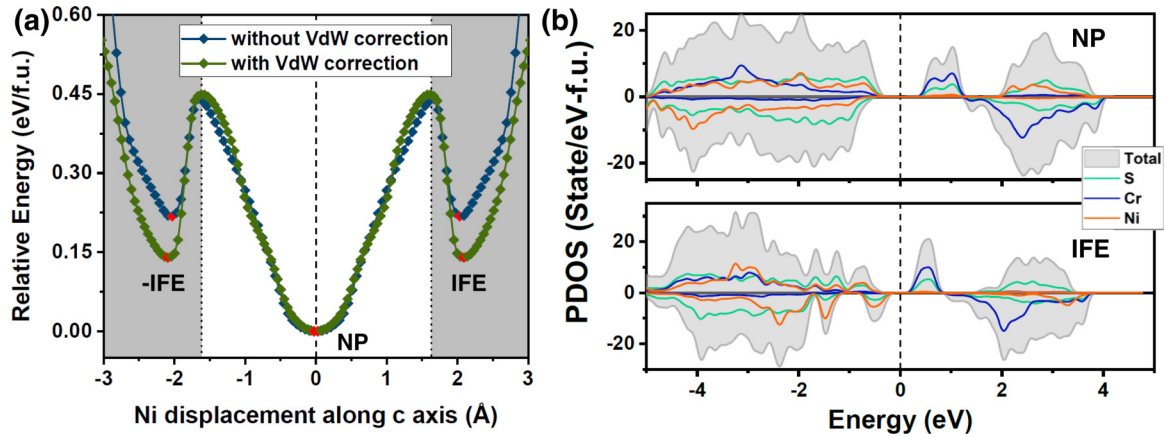 (a)
Relative Energy (eV/f.u.)
0.60
0.45
0.30
0.15
0.00
without VdW correction
with VdW correction
-IFE
NP
IFE
-3 -2 -1 0 1 2 3
Ni displacement along c axis (Å)
(b)
PDOS (State/eV-f.u.)
20
0
-20
NP
Total
S
Cr
Ni
20
0
-20
IFE
-4 -2 0 2 4
Energy (eV)